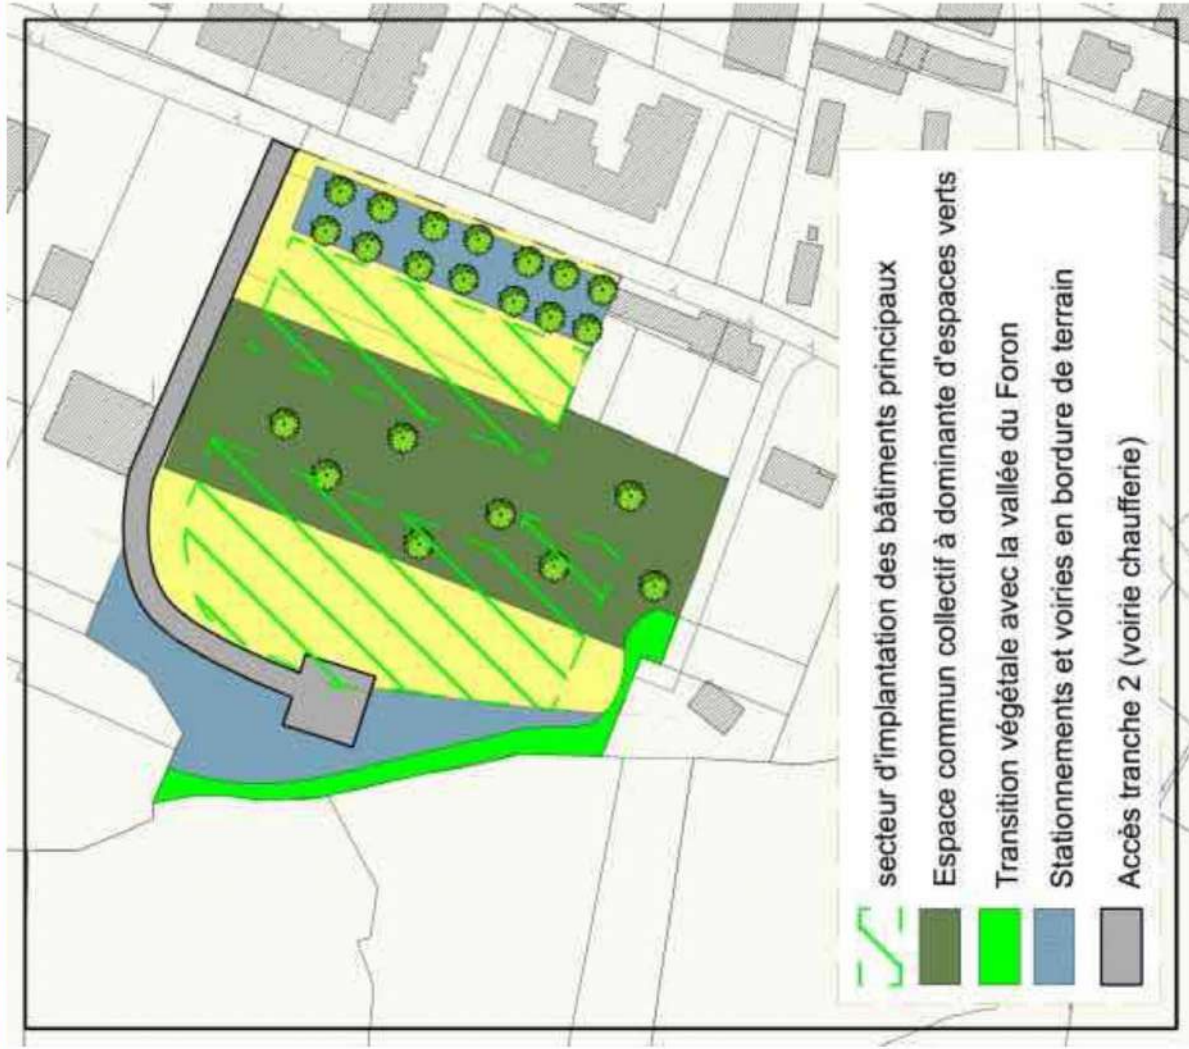 secteur d'implantation des bâtiments principaux
Espace commun collectif à dominante d'espaces verts
Transition végétale avec la vallée du Foron
Stationnements et voiries en bordure de terrain
Accès tranche 2 (voirie chaufferie)